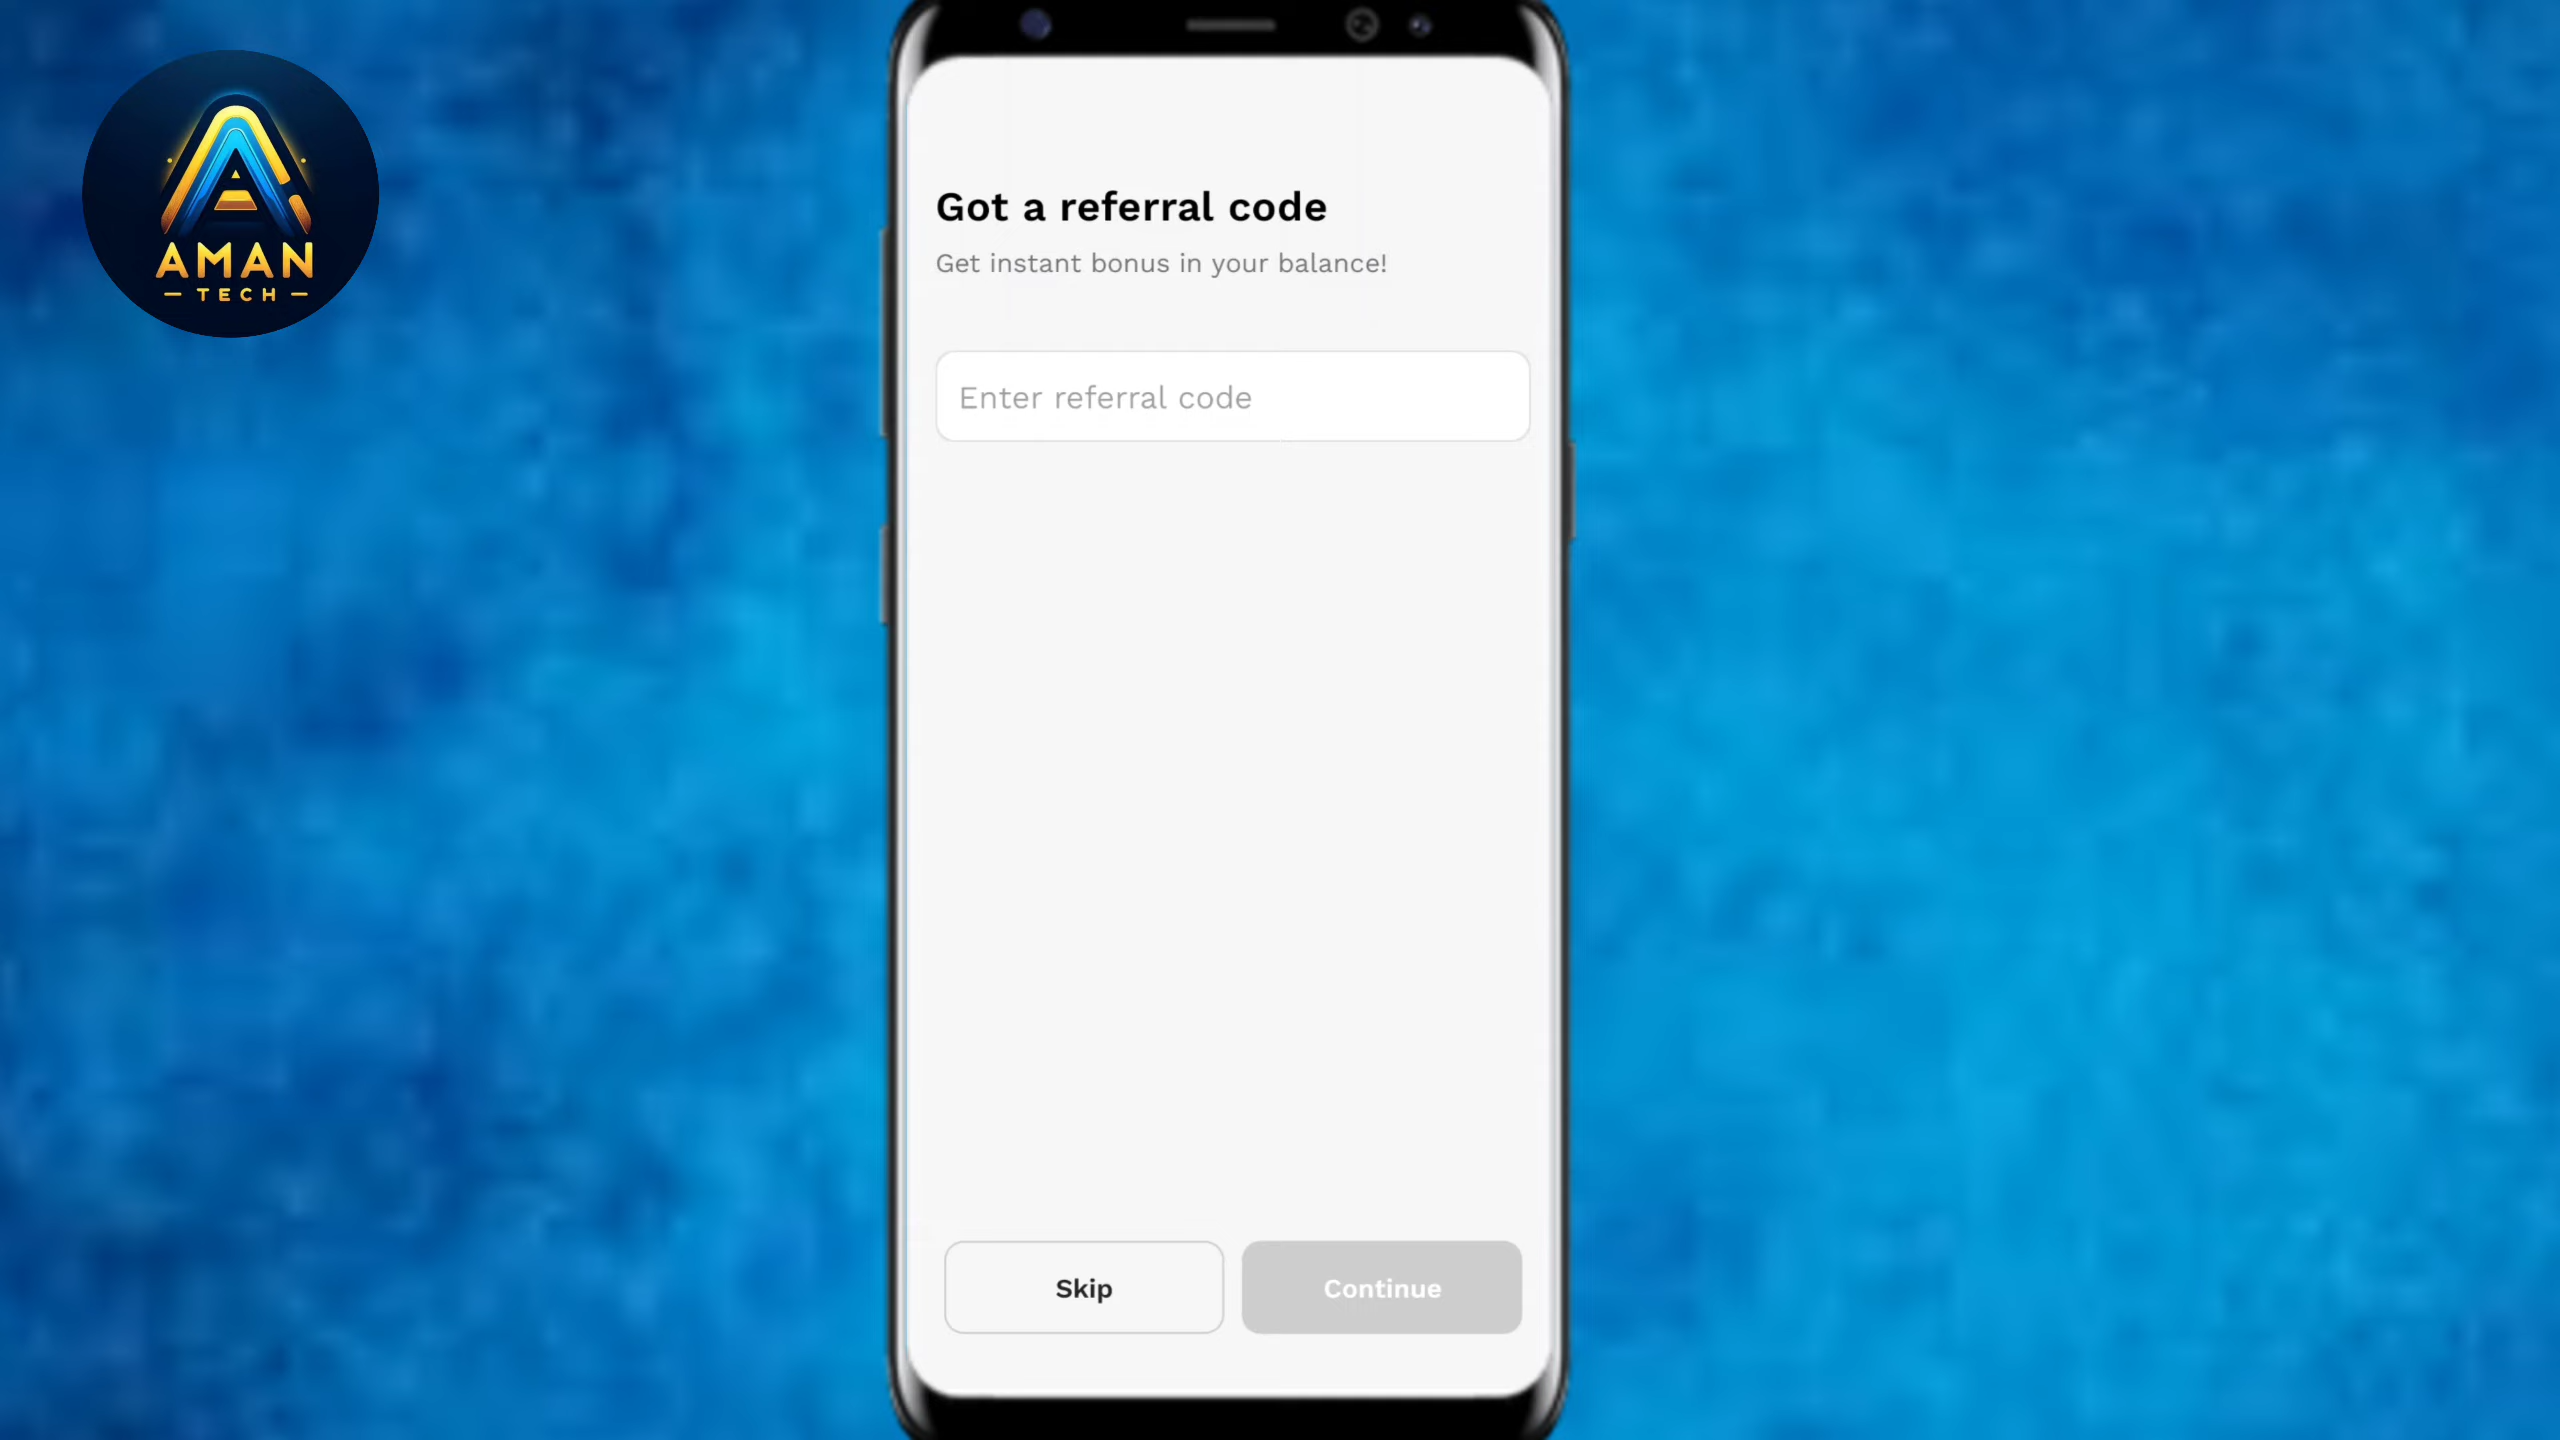 AMAN
TECH
Got a referral code
Get instant bonus in your balance!
Enter referral code
Skip
Continue